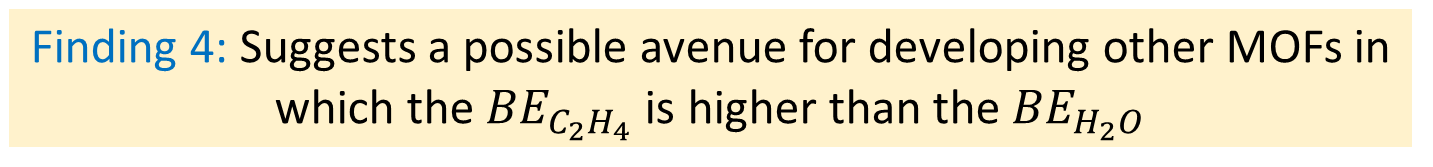 Finding 4: Suggests a possible avenue for developing other MOFs in
which the $BE_{C_2H_4}$ is higher than the $BE_{H_2O}$